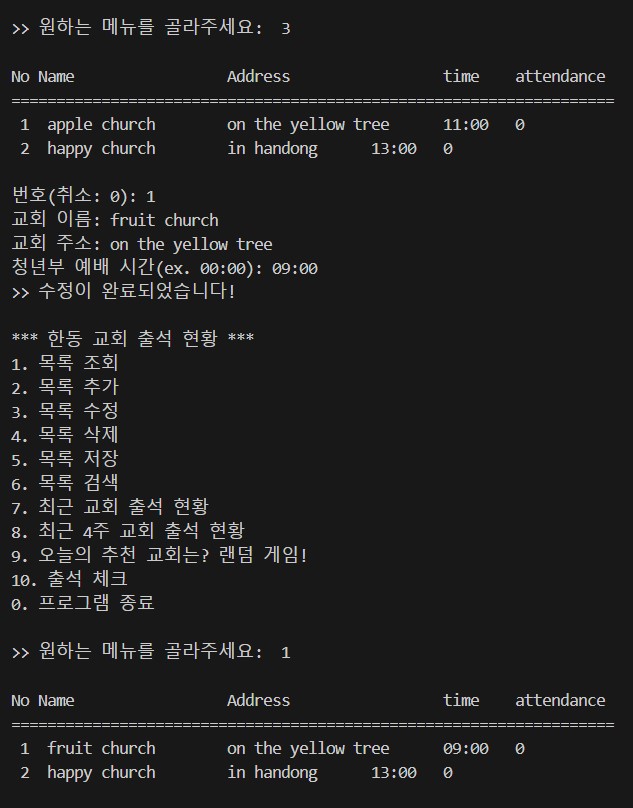 >> 원하는 메뉴를 골라주세요:  3
No Name                 Address                 time    attendance
===================================================================
 1  apple church        on the yellow tree      11:00   0
 2  happy church        in handong      13:00   0
번호(취소: 0): 1
교회 이름: fruit church
교회 주소: on the yellow tree
청년부 예배 시간(ex. 00:00): 09:00
>> 수정이 완료되었습니다!
*** 한동 교회 출석 현황 ***
1. 목록 조회
2. 목록 추가
3. 목록 수정
4. 목록 삭제
5. 목록 저장
6. 목록 검색
7. 최근 교회 출석 현황
8. 최근 4주 교회 출석 현황
9. 오늘의 추천 교회는? 랜덤 게임!
10. 출석 체크
0. 프로그램 종료
>> 원하는 메뉴를 골라주세요:  1
No Name                 Address                 time    attendance
===================================================================
 1  fruit church        on the yellow tree      09:00   0
 2  happy church        in handong      13:00   0